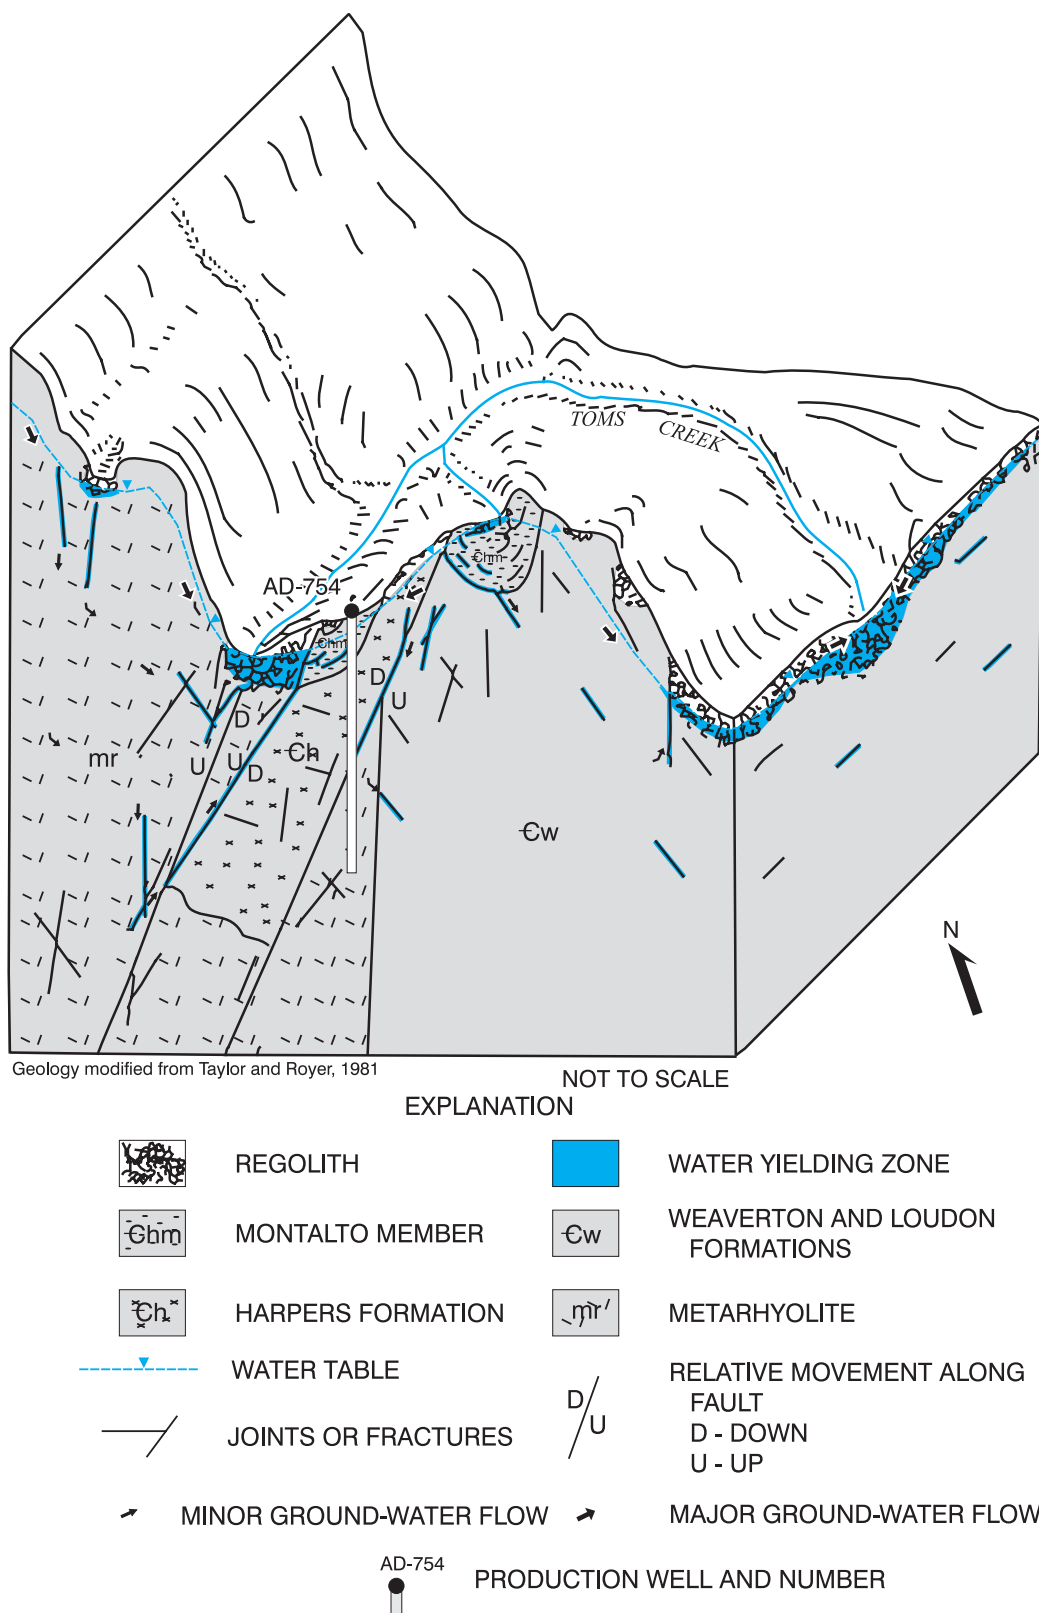 TOMS
CREEK
AD-754
Ꞓhm
Ꞓhm
D
U
D
U
U
D
mr
Ꞓh
Ꞓw
N
Geology modified from Taylor and Royer, 1981
NOT TO SCALE
EXPLANATION
REGOLITH
WATER YIELDING ZONE
Ꞓhm
MONTALTO MEMBER
Ꞓw
WEAVERTON AND LOUDON
FORMATIONS
Ꞓh
HARPERS FORMATION
mr
METARHYOLITE
WATER TABLE
D
U
RELATIVE MOVEMENT ALONG
FAULT
D - DOWN
U - UP
JOINTS OR FRACTURES
MINOR GROUND-WATER FLOW
MAJOR GROUND-WATER FLOW
AD-754
PRODUCTION WELL AND NUMBER